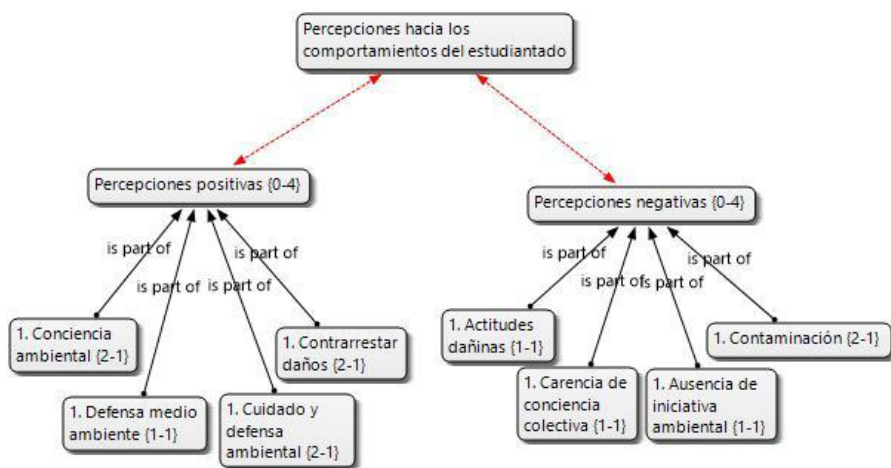 Percepciones hacia los
comportamientos del estudiantado
Percepciones positivas {0-4}
Percepciones negativas {0-4}
is part of
is part of
is part of
is part of
is part of
is part of
is part of
is part of
1. Conciencia
ambiental {2-1}
1. Contrarrestar
daños {2-1}
1. Defensa medio
ambiente {1-1}
1. Cuidado y
defensa
ambiental {2-1}
1. Actitudes
dañinas {1-1}
1. Contaminación {2-1}
1. Carencia de
conciencia
colectiva {1-1}
1. Ausencia de
iniciativa
ambiental {1-1}